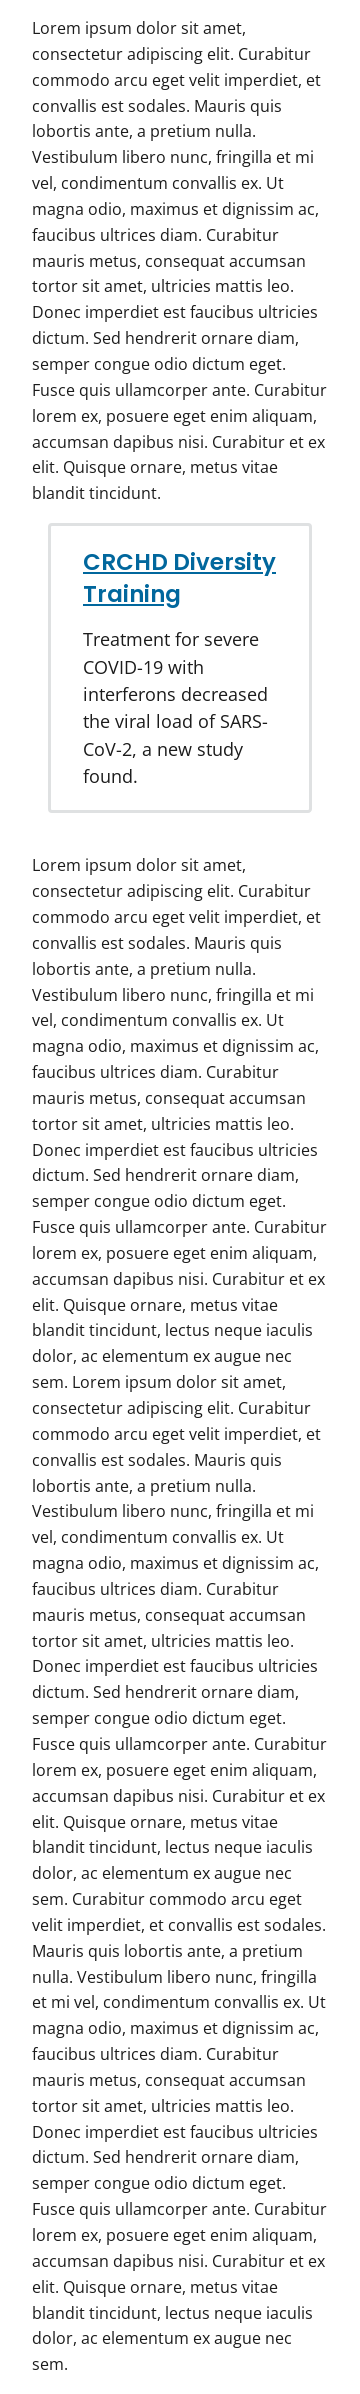 Lorem ipsum dolor sit amet,
consectetur adipiscing elit. Curabitur
commodo arcu eget velit imperdiet, et
convallis est sodales. Mauris quis
lobortis ante, a pretium nulla.
Vestibulum libero nunc, fringilla et mi
vel, condimentum convallis ex. Ut
magna odio, maximus et dignissim ac,
faucibus ultrices diam. Curabitur
mauris metus, consequat accumsan
tortor sit amet, ultricies mattis leo.
Donec imperdiet est faucibus ultricies
dictum. Sed hendrerit ornare diam,
semper congue odio dictum eget.
Fusce quis ullamcorper ante. Curabitur
lorem ex, posuere eget enim aliquam,
accumsan dapibus nisi. Curabitur et ex
elit. Quisque ornare, metus vitae
blandit tincidunt.
CRCHD Diversity
Training
Treatment for severe
COVID-19 with
interferons decreased
the viral load of SARS-
CoV-2, a new study
found.
Lorem ipsum dolor sit amet,
consectetur adipiscing elit. Curabitur
commodo arcu eget velit imperdiet, et
convallis est sodales. Mauris quis
lobortis ante, a pretium nulla.
Vestibulum libero nunc, fringilla et mi
vel, condimentum convallis ex. Ut
magna odio, maximus et dignissim ac,
faucibus ultrices diam. Curabitur
mauris metus, consequat accumsan
tortor sit amet, ultricies mattis leo.
Donec imperdiet est faucibus ultricies
dictum. Sed hendrerit ornare diam,
semper congue odio dictum eget.
Fusce quis ullamcorper ante. Curabitur
lorem ex, posuere eget enim aliquam,
accumsan dapibus nisi. Curabitur et ex
elit. Quisque ornare, metus vitae
blandit tincidunt, lectus neque iaculis
dolor, ac elementum ex augue nec
sem. Lorem ipsum dolor sit amet,
consectetur adipiscing elit. Curabitur
commodo arcu eget velit imperdiet, et
convallis est sodales. Mauris quis
lobortis ante, a pretium nulla.
Vestibulum libero nunc, fringilla et mi
vel, condimentum convallis ex. Ut
magna odio, maximus et dignissim ac,
faucibus ultrices diam. Curabitur
mauris metus, consequat accumsan
tortor sit amet, ultricies mattis leo.
Donec imperdiet est faucibus ultricies
dictum. Sed hendrerit ornare diam,
semper congue odio dictum eget.
Fusce quis ullamcorper ante. Curabitur
lorem ex, posuere eget enim aliquam,
accumsan dapibus nisi. Curabitur et ex
elit. Quisque ornare, metus vitae
blandit tincidunt, lectus neque iaculis
dolor, ac elementum ex augue nec
sem. Curabitur commodo arcu eget
velit imperdiet, et convallis est sodales.
Mauris quis lobortis ante, a pretium
nulla. Vestibulum libero nunc, fringilla
et mi vel, condimentum convallis ex. Ut
magna odio, maximus et dignissim ac,
faucibus ultrices diam. Curabitur
mauris metus, consequat accumsan
tortor sit amet, ultricies mattis leo.
Donec imperdiet est faucibus ultricies
dictum. Sed hendrerit ornare diam,
semper congue odio dictum eget.
Fusce quis ullamcorper ante. Curabitur
lorem ex, posuere eget enim aliquam,
accumsan dapibus nisi. Curabitur et ex
elit. Quisque ornare, metus vitae
blandit tincidunt, lectus neque iaculis
dolor, ac elementum ex augue nec
sem.